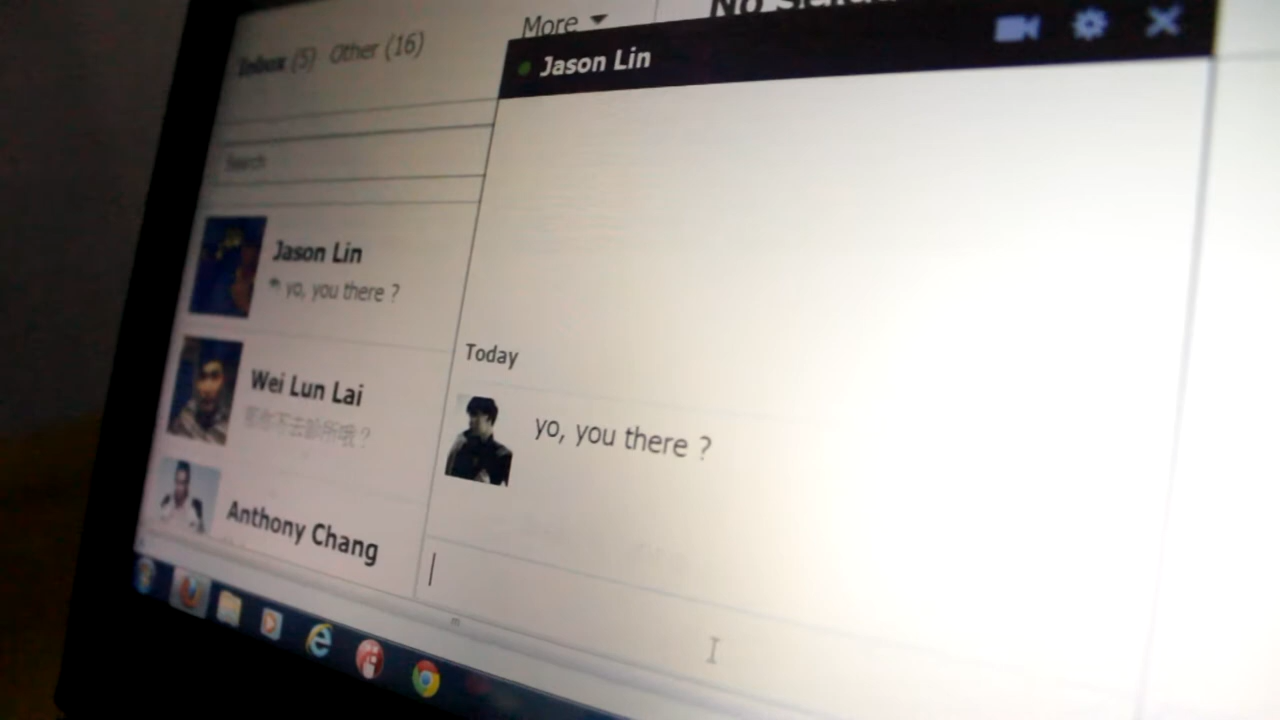 More
Inbox (5) Other (16)
Jason Lin
Search
Jason Lin
yo, you there ?
Wei Lun Lai
Today
yo, you there ?
Anthony Chang